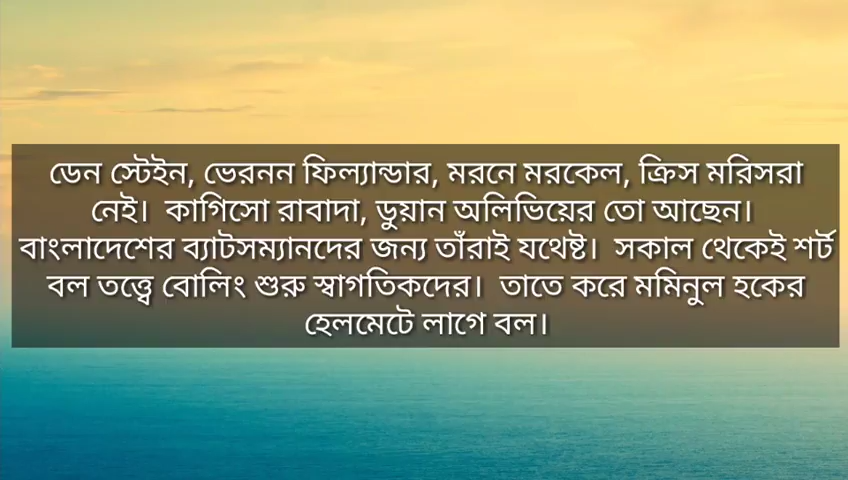 ডেন স্টেইন, ভেরনন ফিল্যান্ডার, মরনে মরকেল, ক্রিস মরিসরা
নেই। কাগিসো রাবাদা, ডুয়ান অলিভিয়ের তো আছেন।
বাংলাদেশের ব্যাটসম্যানদের জন্য তাঁরাই যথেষ্ট। সকাল থেকেই শর্ট
বল তত্ত্বে বোলিং শুরু স্বাগতিকদের। তাতে করে মমিনুল হকের
হেলমেটে লাগে বল।